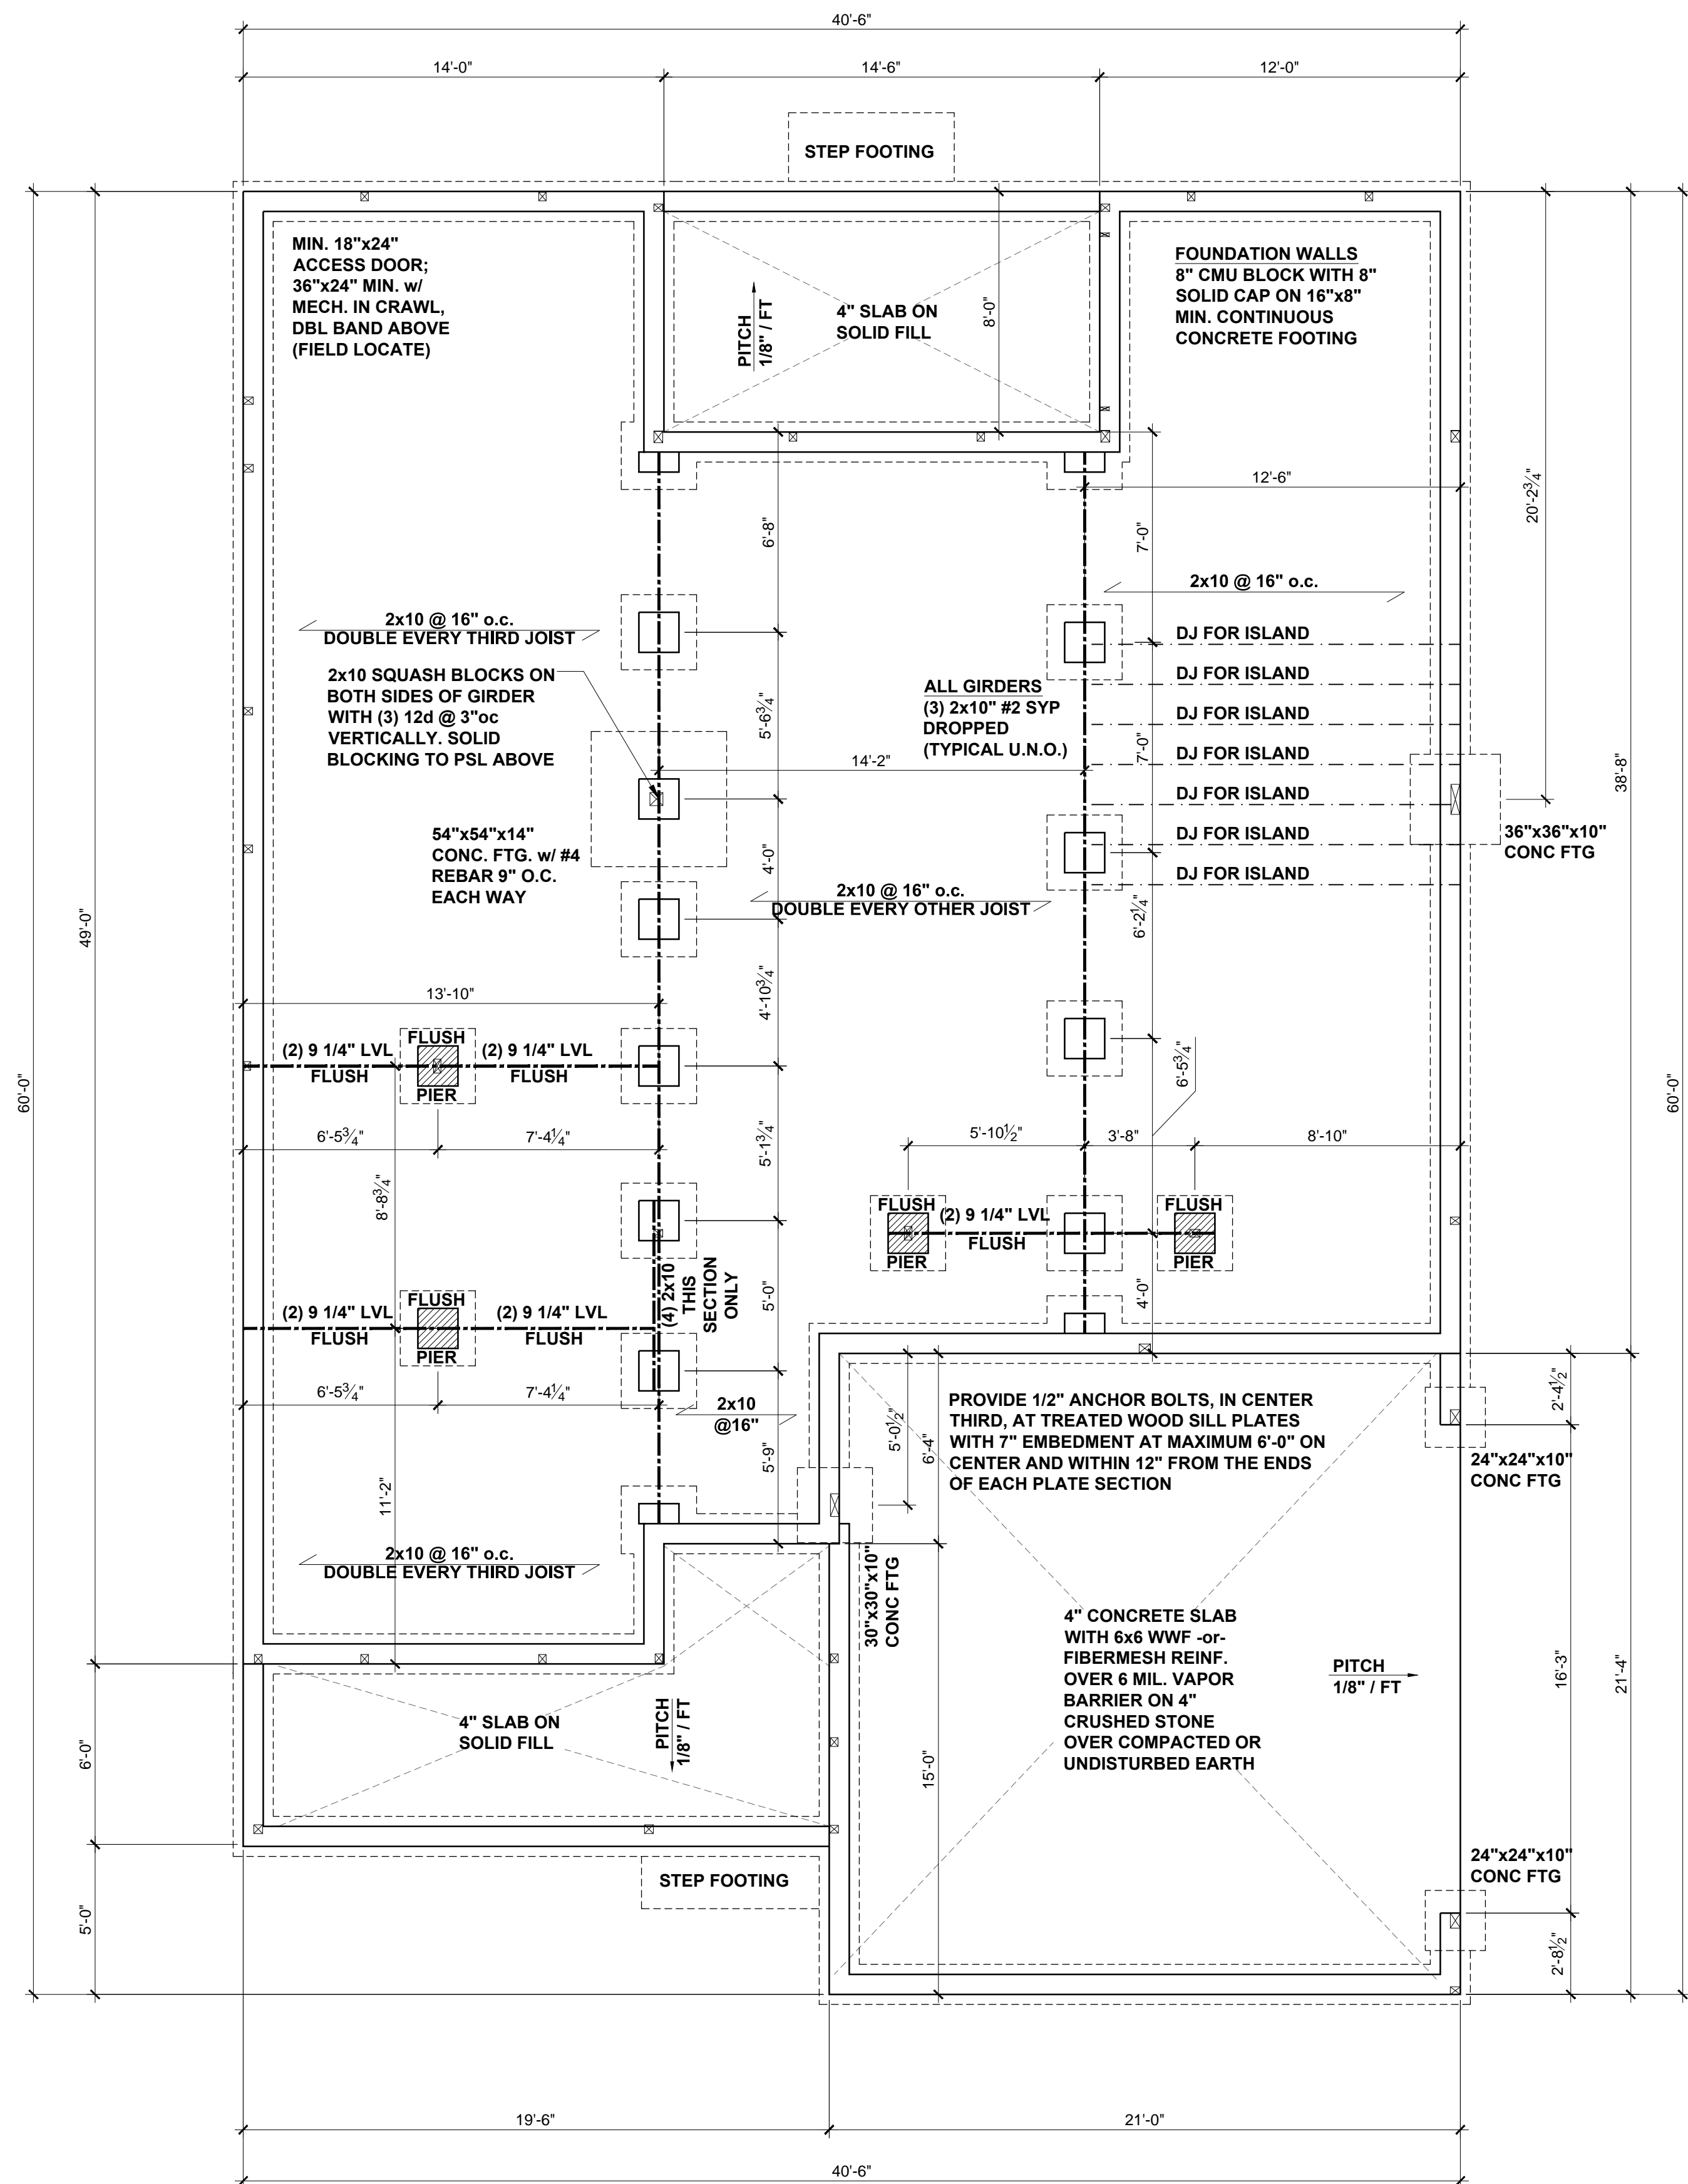 40'-6"
14'-0"
14'-6"
12'-0"
STEP FOOTING
MIN. 18"x24"
ACCESS DOOR;
36"x24" MIN. w/
MECH. IN CRAWL,
DBL BAND ABOVE
(FIELD LOCATE)
PITCH
1/8" / FT
4" SLAB ON
SOLID FILL
8'-0"
FOUNDATION WALLS
8" CMU BLOCK WITH 8"
SOLID CAP ON 16"x8"
MIN. CONTINUOUS
CONCRETE FOOTING
12'-6"
20'-2¾"
6'-8"
7'-0"
2x10 @ 16" o.c.
2x10 @ 16" o.c.
DOUBLE EVERY THIRD JOIST
DJ FOR ISLAND
DJ FOR ISLAND
DJ FOR ISLAND
DJ FOR ISLAND
DJ FOR ISLAND
DJ FOR ISLAND
DJ FOR ISLAND
2x10 SQUASH BLOCKS ON
BOTH SIDES OF GIRDER
WITH (3) 12d @ 3"oc
VERTICALLY. SOLID
BLOCKING TO PSL ABOVE
5'-6¾"
ALL GIRDERS
(3) 2x10" #2 SYP
DROPPED
(TYPICAL U.N.O.)
7'-0"
14'-2"
38'-8"
54"x54"x14"
CONC. FTG. w/ #4
REBAR 9" O.C.
EACH WAY
4'-0"
36"x36"x10"
CONC FTG
2x10 @ 16" o.c.
DOUBLE EVERY OTHER JOIST
6'-2¼"
49'-0"
13'-10"
4'-10¾"
60'-0"
60'-0"
(2) 9 1/4" LVL
FLUSH
FLUSH
PIER
(2) 9 1/4" LVL
FLUSH
6'-5¾"
6'-5¾"
7'-4¼"
5'-1¾"
5'-10½"
3'-8"
8'-10"
8'-8¾"
FLUSH
PIER
(2) 9 1/4" LVL
FLUSH
FLUSH
PIER
(4) 2x10
THIS
SECTION
ONLY
5'-0"
4'-0"
(2) 9 1/4" LVL
FLUSH
FLUSH
PIER
(2) 9 1/4" LVL
FLUSH
6'-5¾"
7'-4¼"
2x10
@16"
5'-9"
5'-0½"
6'-4"
PROVIDE 1/2" ANCHOR BOLTS, IN CENTER
THIRD, AT TREATED WOOD SILL PLATES
WITH 7" EMBEDMENT AT MAXIMUM 6'-0" ON
CENTER AND WITHIN 12" FROM THE ENDS
OF EACH PLATE SECTION
2'-4½"
24"x24"x10"
CONC FTG
11'-2"
2x10 @ 16" o.c.
DOUBLE EVERY THIRD JOIST
30"x30"x10"
CONC FTG
4" CONCRETE SLAB
WITH 6x6 WWF -or-
FIBERMESH REINF.
OVER 6 MIL. VAPOR
BARRIER ON 4"
CRUSHED STONE
OVER COMPACTED OR
UNDISTURBED EARTH
PITCH
1/8" / FT
16'-3"
21'-4"
4" SLAB ON
SOLID FILL
PITCH
1/8" / FT
6'-0"
15'-0"
STEP FOOTING
24"x24"x10"
CONC FTG
5'-0"
2'-8½"
19'-6"
21'-0"
40'-6"